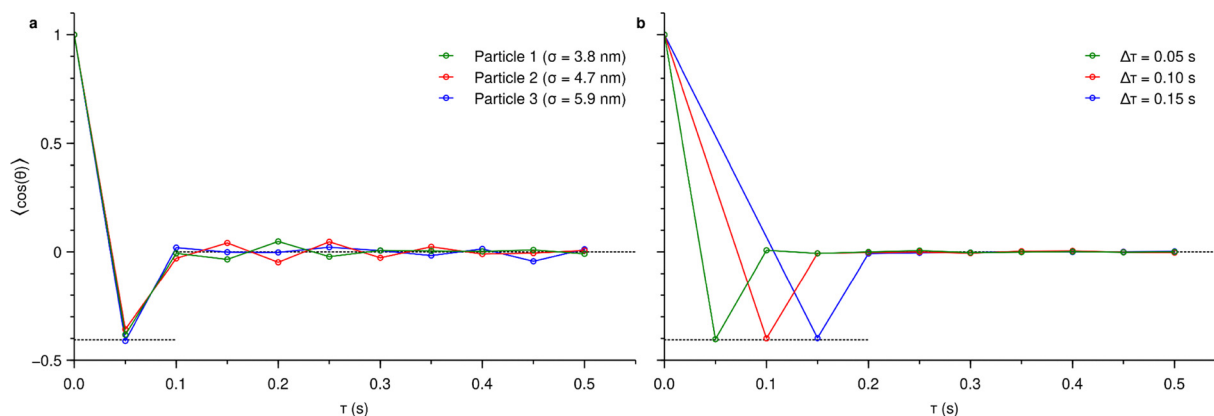 a
Particle 1 (σ = 3.8 nm)
Particle 2 (σ = 4.7 nm)
Particle 3 (σ = 5.9 nm)
⟨cos(θ)⟩
1
0.5
0
−0.5
0.0 0.1 0.2 0.3 0.4 0.5
τ (s)
b
Δτ = 0.05 s
Δτ = 0.10 s
Δτ = 0.15 s
0.0 0.1 0.2 0.3 0.4 0.5
τ (s)